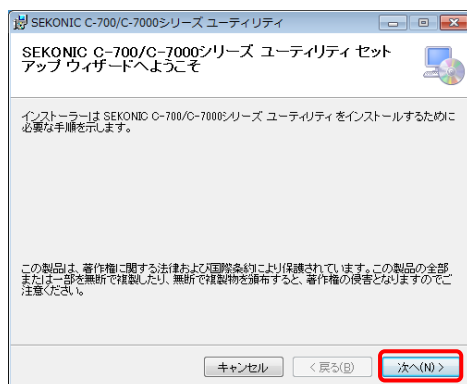 SEKONIC C-700/C-7000シリーズ ユーティリティ
SEKONIC C-700/C-7000シリーズ ユーティリティ セット
アップ ウィザードへようこそ
インストーラーは SEKONIC C-700/C-7000シリーズ ユーティリティ をインストールするために
必要な手順を示します。
この製品は、著作権に関する法律および国際条約により保護されています。この製品の全部
または一部を無断で複製したり、無断で複製物を頒布すると、著作権の侵害となりますのでご
注意ください。
キャンセル
< 戻る(B)
次へ(N) >